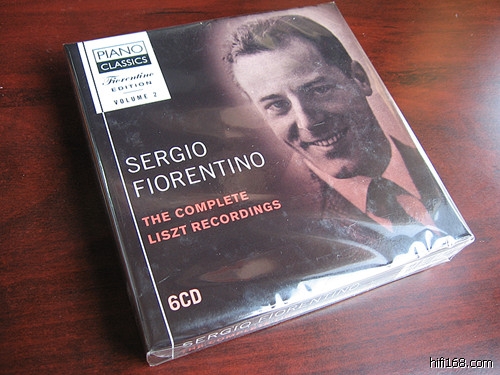 PIANO
CLASSICS
Fiorentino
EDITION
VOLUME 2
SERGIO
FIORENTINO
THE COMPLETE
LISZT RECORDINGS
6CD
SERGIO FIORENTINO
hifi168.com